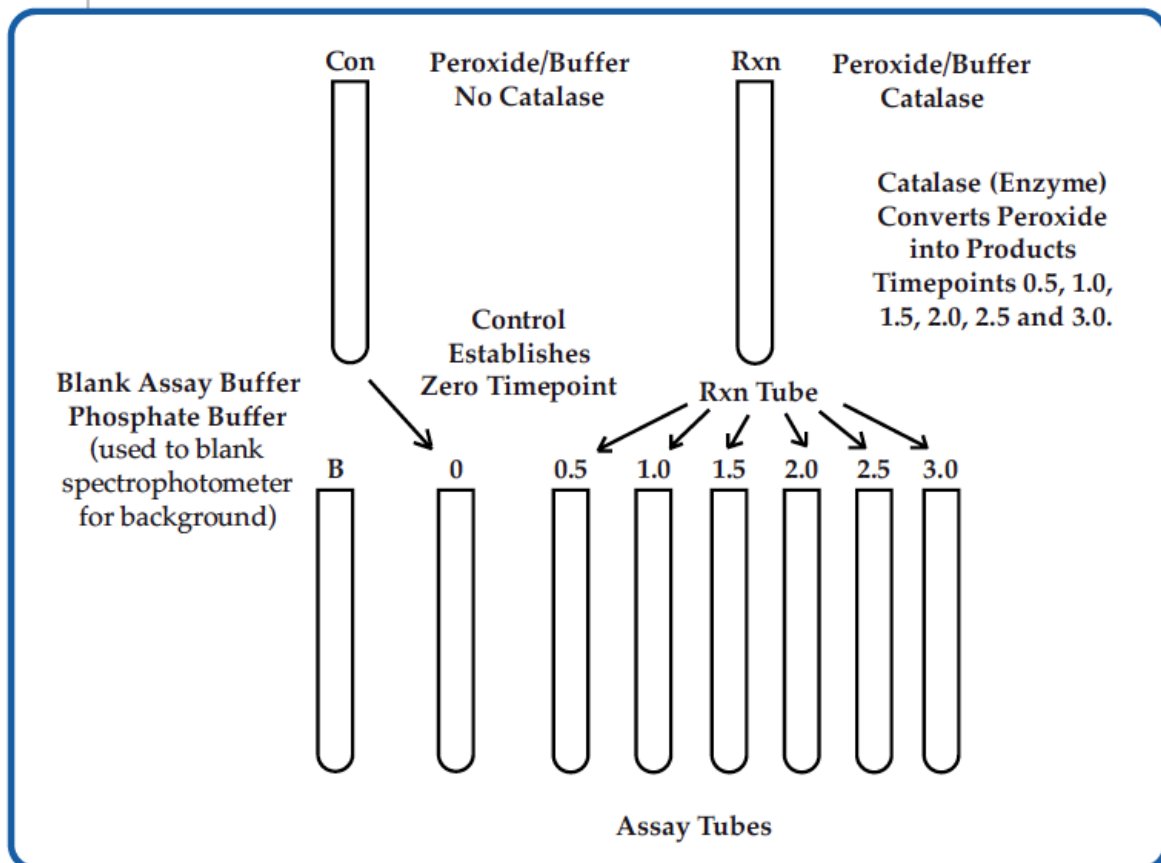 Con
Peroxide/Buffer
No Catalase
Rxn
Peroxide/Buffer
Catalase
Catalase (Enzyme)
Converts Peroxide
into Products
Timepoints 0.5, 1.0,
1.5, 2.0, 2.5 and 3.0.
Control
Establishes
Zero Timepoint
Blank Assay Buffer
Phosphate Buffer
(used to blank
spectrophotometer
for background)
Rxn Tube
B 0 0.5 1.0 1.5 2.0 2.5 3.0
Assay Tubes